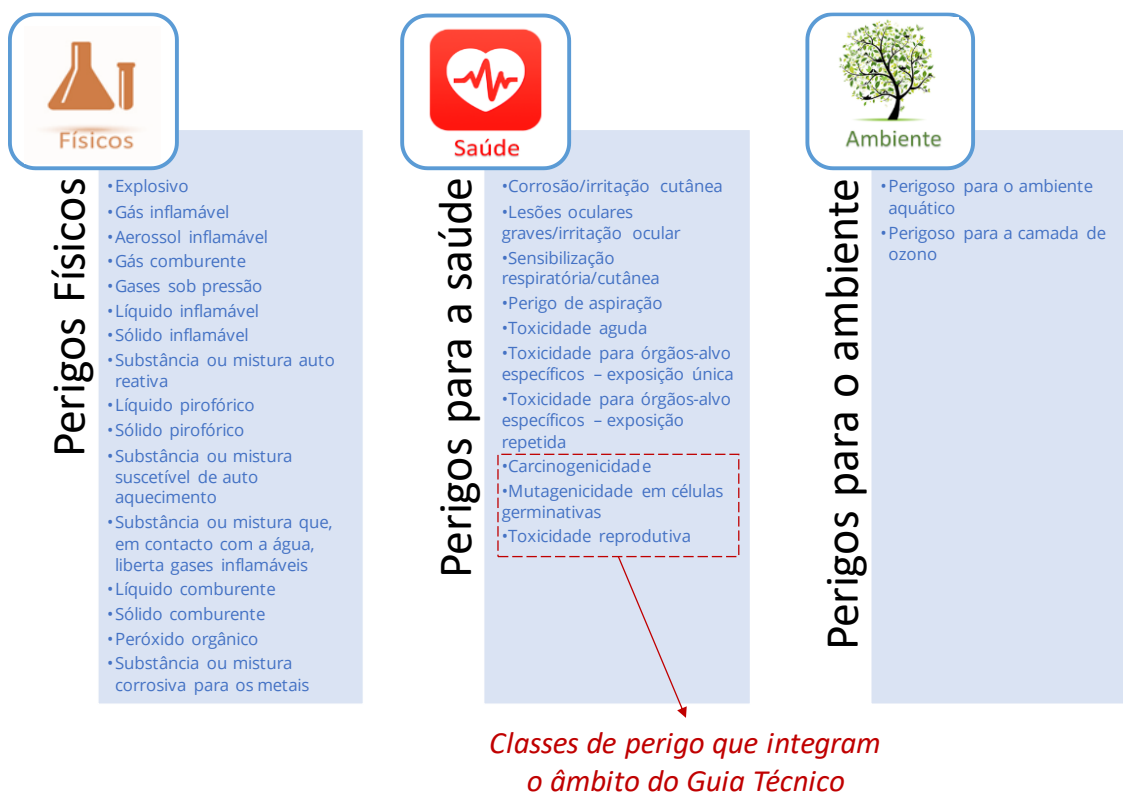 Físicos
Perigos Físicos
•Explosivo
•Gás inflamável
•Aerossol inflamável
•Gás comburente
•Gases sob pressão
•Líquido inflamável
•Sólido inflamável
•Substância ou mistura auto
reativa
•Líquido pirofórico
•Sólido pirofórico
•Substância ou mistura
suscetível de auto
aquecimento
•Substância ou mistura que,
em contacto com a água,
liberta gases inflamáveis
•Líquido comburente
•Sólido comburente
•Peróxido orgânico
•Substância ou mistura
corrosiva para os metais
Saúde
Perigos para a saúde
•Corrosão/irritação cutânea
•Lesões oculares
graves/irritação ocular
•Sensibilização
respiratória/cutânea
•Perigo de aspiração
•Toxicidade aguda
•Toxicidade para órgãos-alvo
específicos – exposição única
•Toxicidade para órgãos-alvo
específicos – exposição
repetida
•Carcinogenicidade
•Mutagenicidade em células
germinativas
•Toxicidade reprodutiva
Ambiente
Perigos para o ambiente
•Perigoso para o ambiente
aquático
•Perigoso para a camada de
ozono
Classes de perigo que integram
o âmbito do Guia Técnico